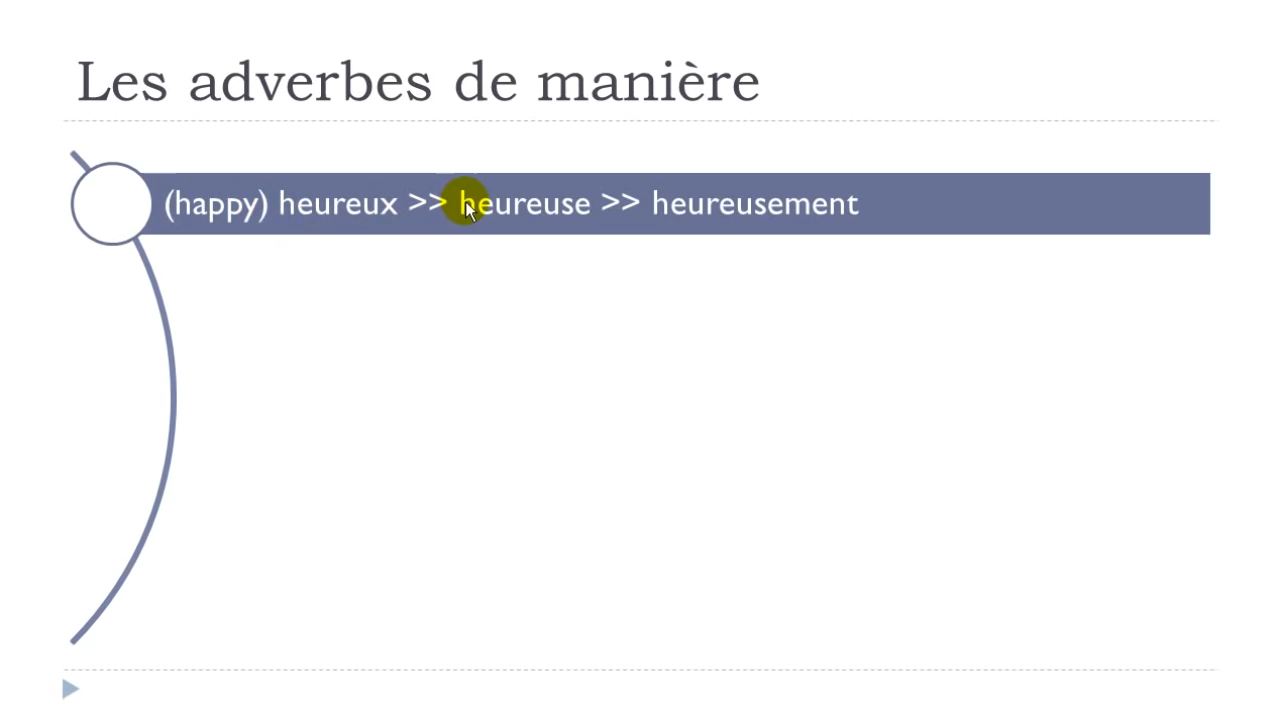 Les adverbes de manière
(happy) heureux >> heureuse >> heureusement